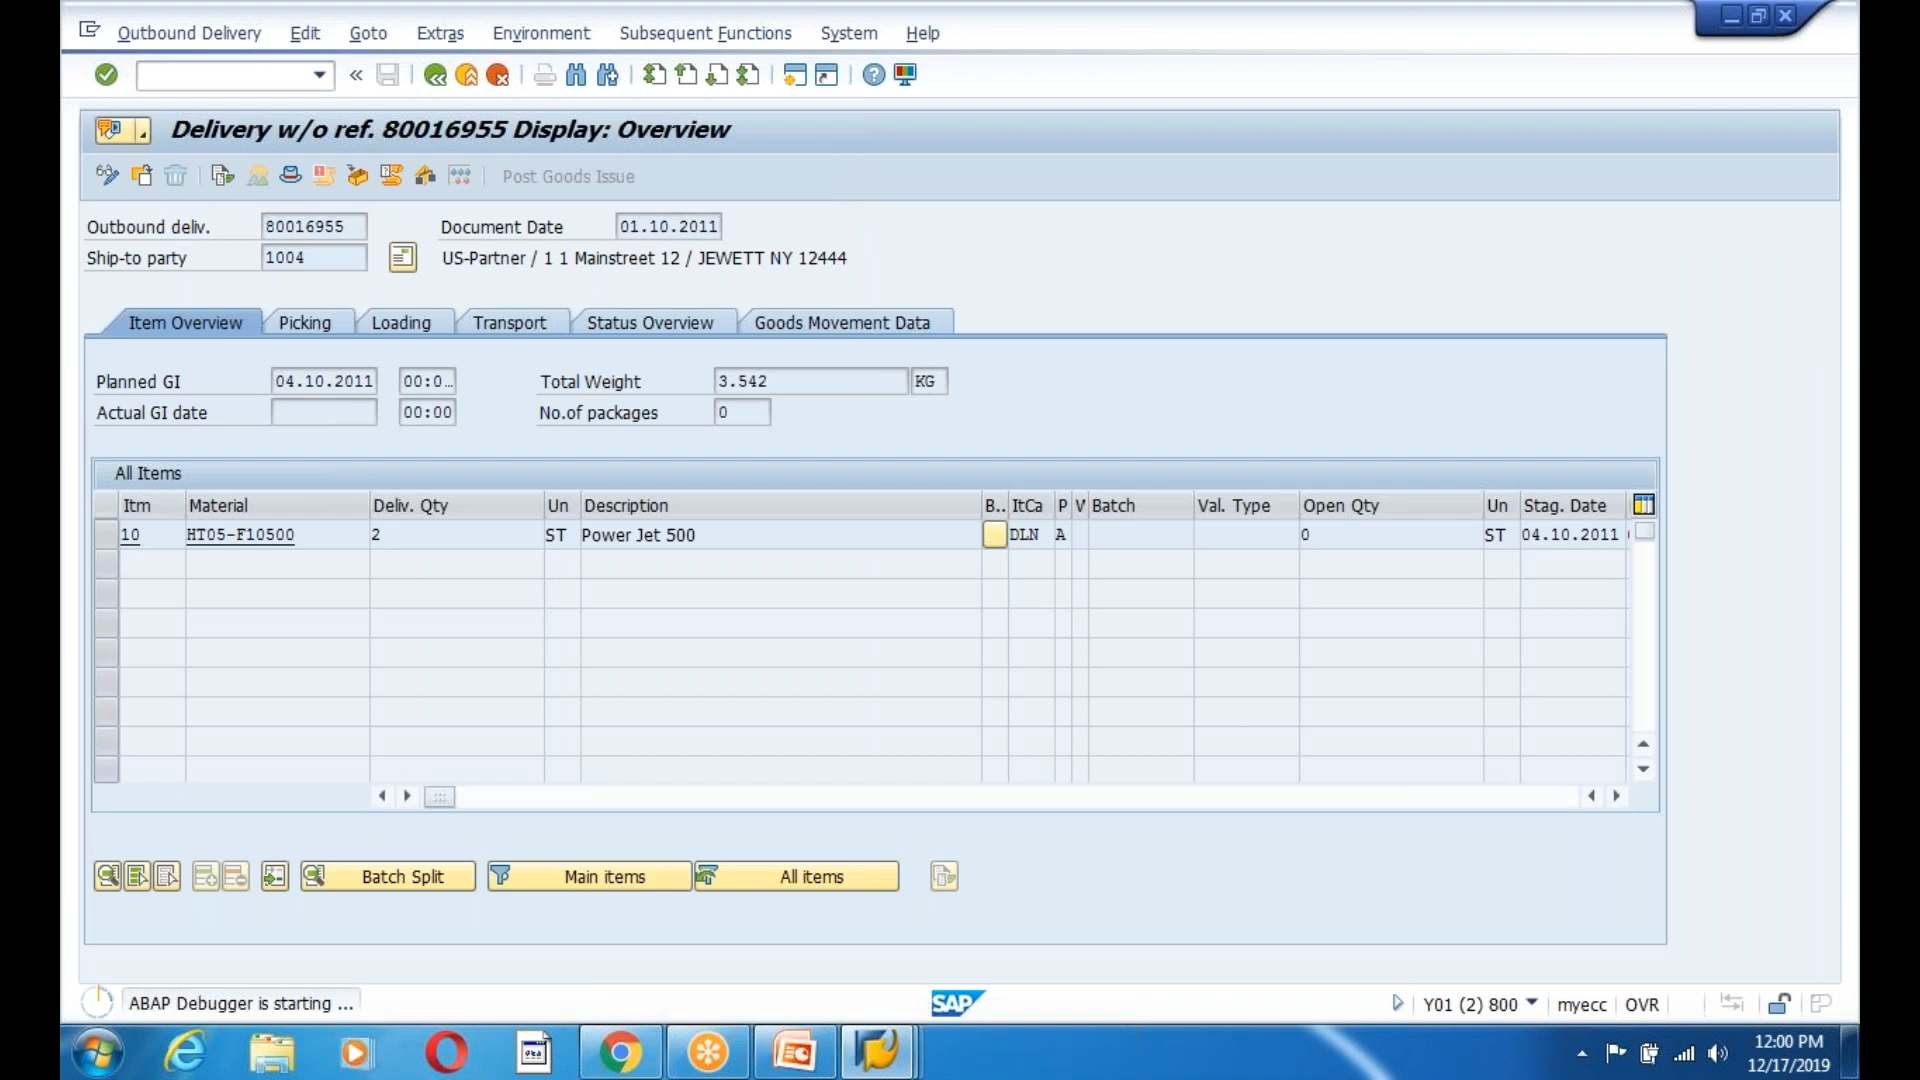 Outbound Delivery Edit Goto Extras Environment Subsequent Functions System Help
Delivery w/o ref. 80016955 Display: Overview
Post Goods Issue
Outbound deliv. 80016955 Document Date 01.10.2011
Ship-to party 1004 US-Partner / 1 1 Mainstreet 12 / JEWETT NY 12444
Item Overview Picking Loading Transport Status Overview Goods Movement Data
Planned GI 04.10.2011 00:0.. Total Weight 3.542 KG
Actual GI date 00:00 No.of packages 0
All Items
Itm Material Deliv. Qty Un Description B.. ItCa P W Batch Val. Type Open Qty Un Stag. Date
10 HT05-F10500 2 ST Power Jet 500 DLN A 0 ST 04.10.2011
Batch Split Main items All items
ABAP Debugger is starting ... SAP Y01 (2) 800 myecc OVR
12:00 PM
12/17/2019